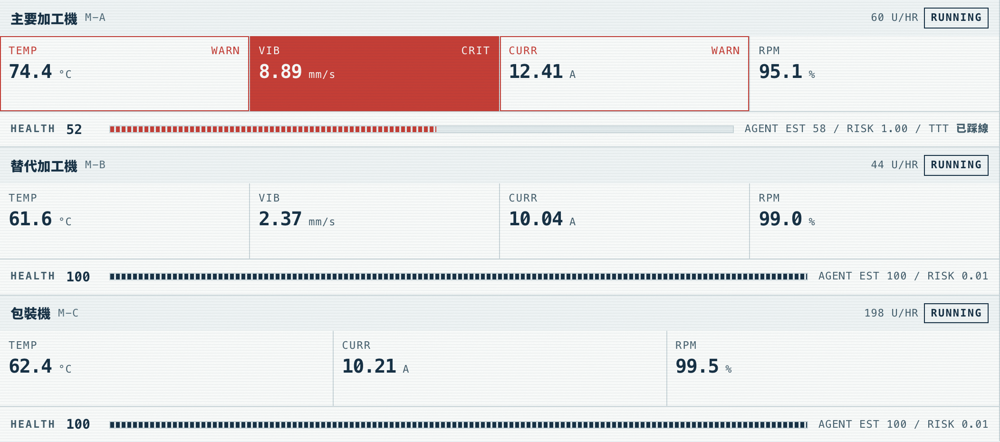 主要加工機 M-A 60 U/HR RUNNING
TEMP WARN VIB CRIT CURR WARN RPM
74.4 °C 8.89 mm/s 12.41 A 95.1 %
HEALTH 52 AGENT EST 58 / RISK 1.00 / TTT 已踩線
替代加工機 M-B 44 U/HR RUNNING
TEMP VIB CURR RPM
61.6 °C 2.37 mm/s 10.04 A 99.0 %
HEALTH 100 AGENT EST 100 / RISK 0.01
包裝機 M-C 198 U/HR RUNNING
TEMP CURR RPM
62.4 °C 10.21 A 99.5 %
HEALTH 100 AGENT EST 100 / RISK 0.01